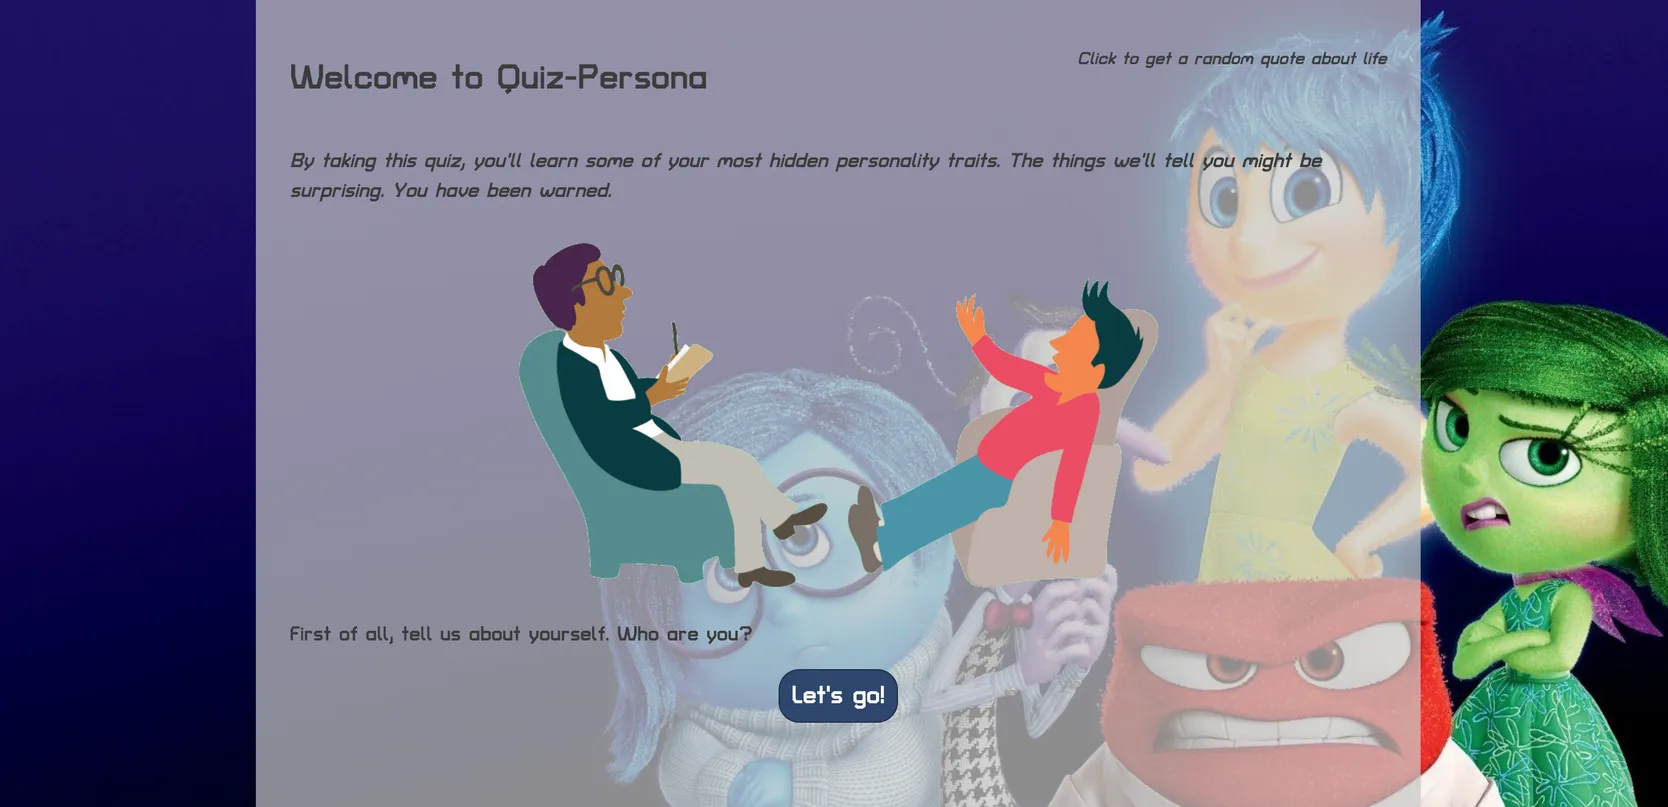 Click to get a random quote about life
Welcome to Quiz-Persona
By taking this quiz, you'll learn some of your most hidden personality traits. The things we'll tell you might be
surprising. You have been warned.
First of all, tell us about yourself. Who are you?
Let's go!